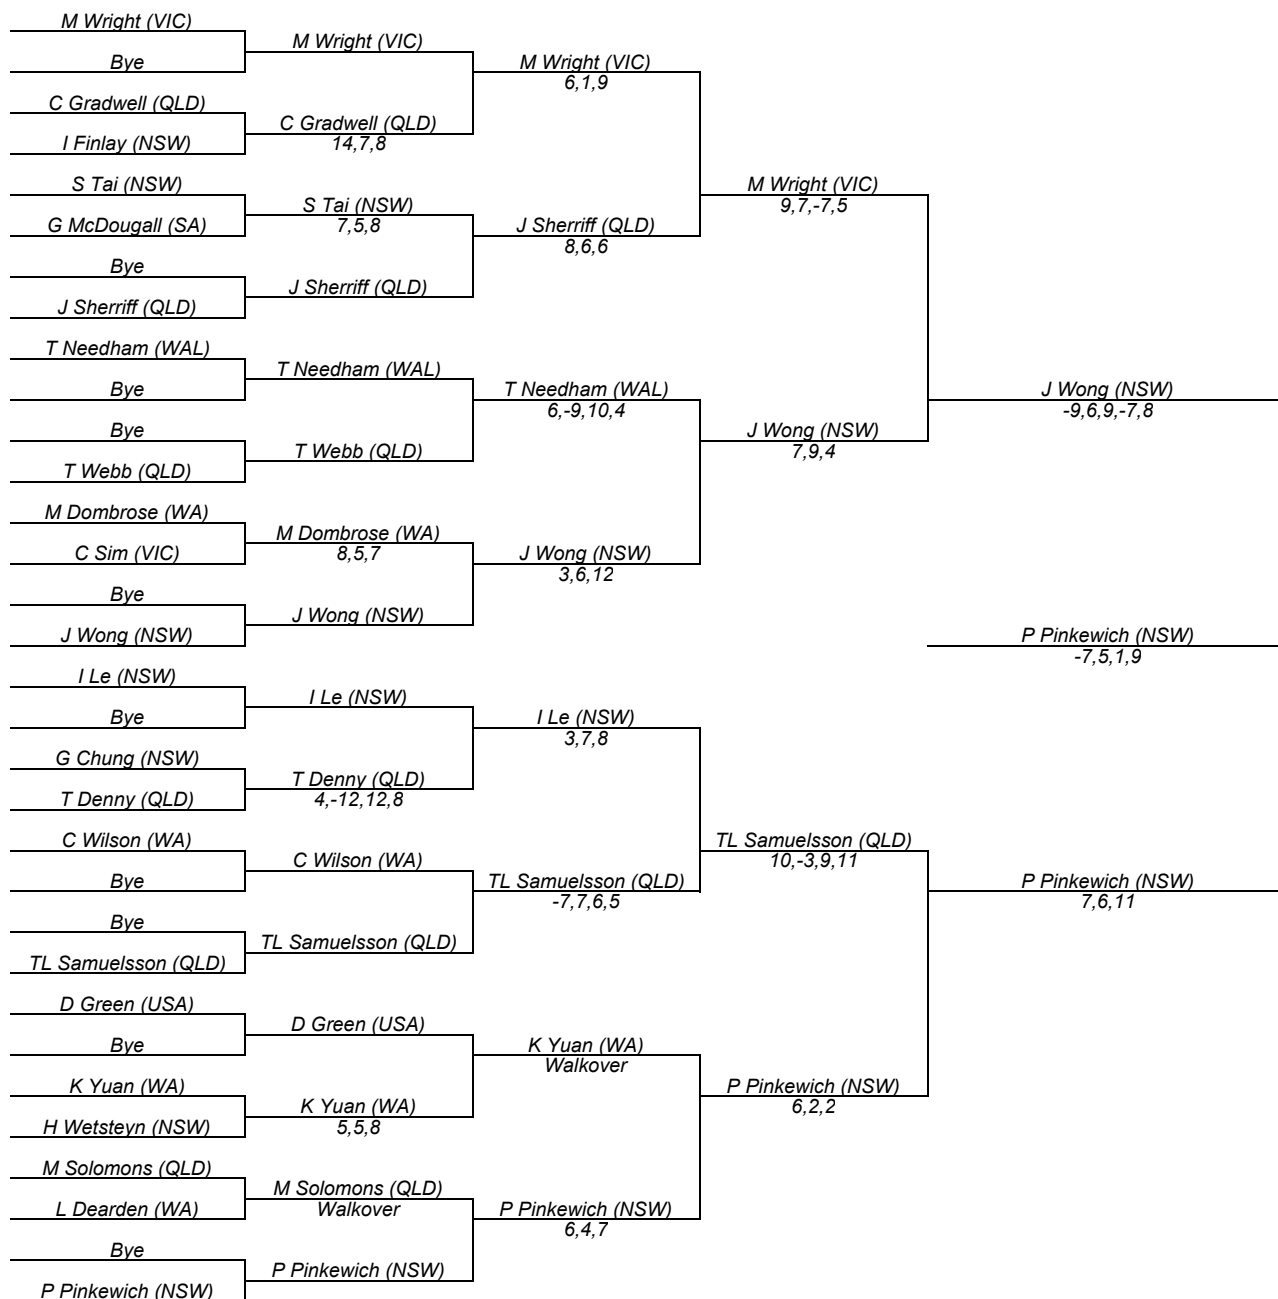 M Wright (VIC)
Bye
C Gradwell (QLD)
I Finlay (NSW)
S Tai (NSW)
G McDougall (SA)
Bye
J Sherriff (QLD)
T Needham (WAL)
Bye
Bye
T Webb (QLD)
M Dombrose (WA)
C Sim (VIC)
Bye
J Wong (NSW)
I Le (NSW)
Bye
G Chung (NSW)
T Denny (QLD)
C Wilson (WA)
Bye
Bye
TL Samuelsson (QLD)
D Green (USA)
Bye
K Yuan (WA)
H Wetsteyn (NSW)
M Solomons (QLD)
L Dearden (WA)
Bye
P Pinkewich (NSW)
M Wright (VIC)
C Gradwell (QLD)
14,7,8
S Tai (NSW)
7,5,8
J Sherriff (QLD)
T Needham (WAL)
T Webb (QLD)
M Dombrose (WA)
8,5,7
J Wong (NSW)
I Le (NSW)
T Denny (QLD)
4,-12,12,8
C Wilson (WA)
TL Samuelsson (QLD)
D Green (USA)
K Yuan (WA)
5,5,8
M Solomons (QLD)
Walkover
P Pinkewich (NSW)
M Wright (VIC)
6,1,9
J Sherriff (QLD)
8,6,6
T Needham (WAL)
6,-9,10,4
J Wong (NSW)
3,6,12
I Le (NSW)
3,7,8
TL Samuelsson (QLD)
-7,7,6,5
K Yuan (WA)
Walkover
P Pinkewich (NSW)
6,4,7
M Wright (VIC)
9,7,-7,5
J Wong (NSW)
7,9,4
TL Samuelsson (QLD)
10,-3,9,11
P Pinkewich (NSW)
6,2,2
J Wong (NSW)
-9,6,9,-7,8
P Pinkewich (NSW)
-7,5,1,9
P Pinkewich (NSW)
7,6,11